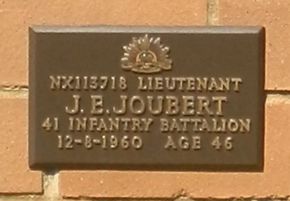 NX113718 LIEUTENANT
J.E. JOUBERT
41 INFANTRY BATTALION
12-8-1960 AGE 46